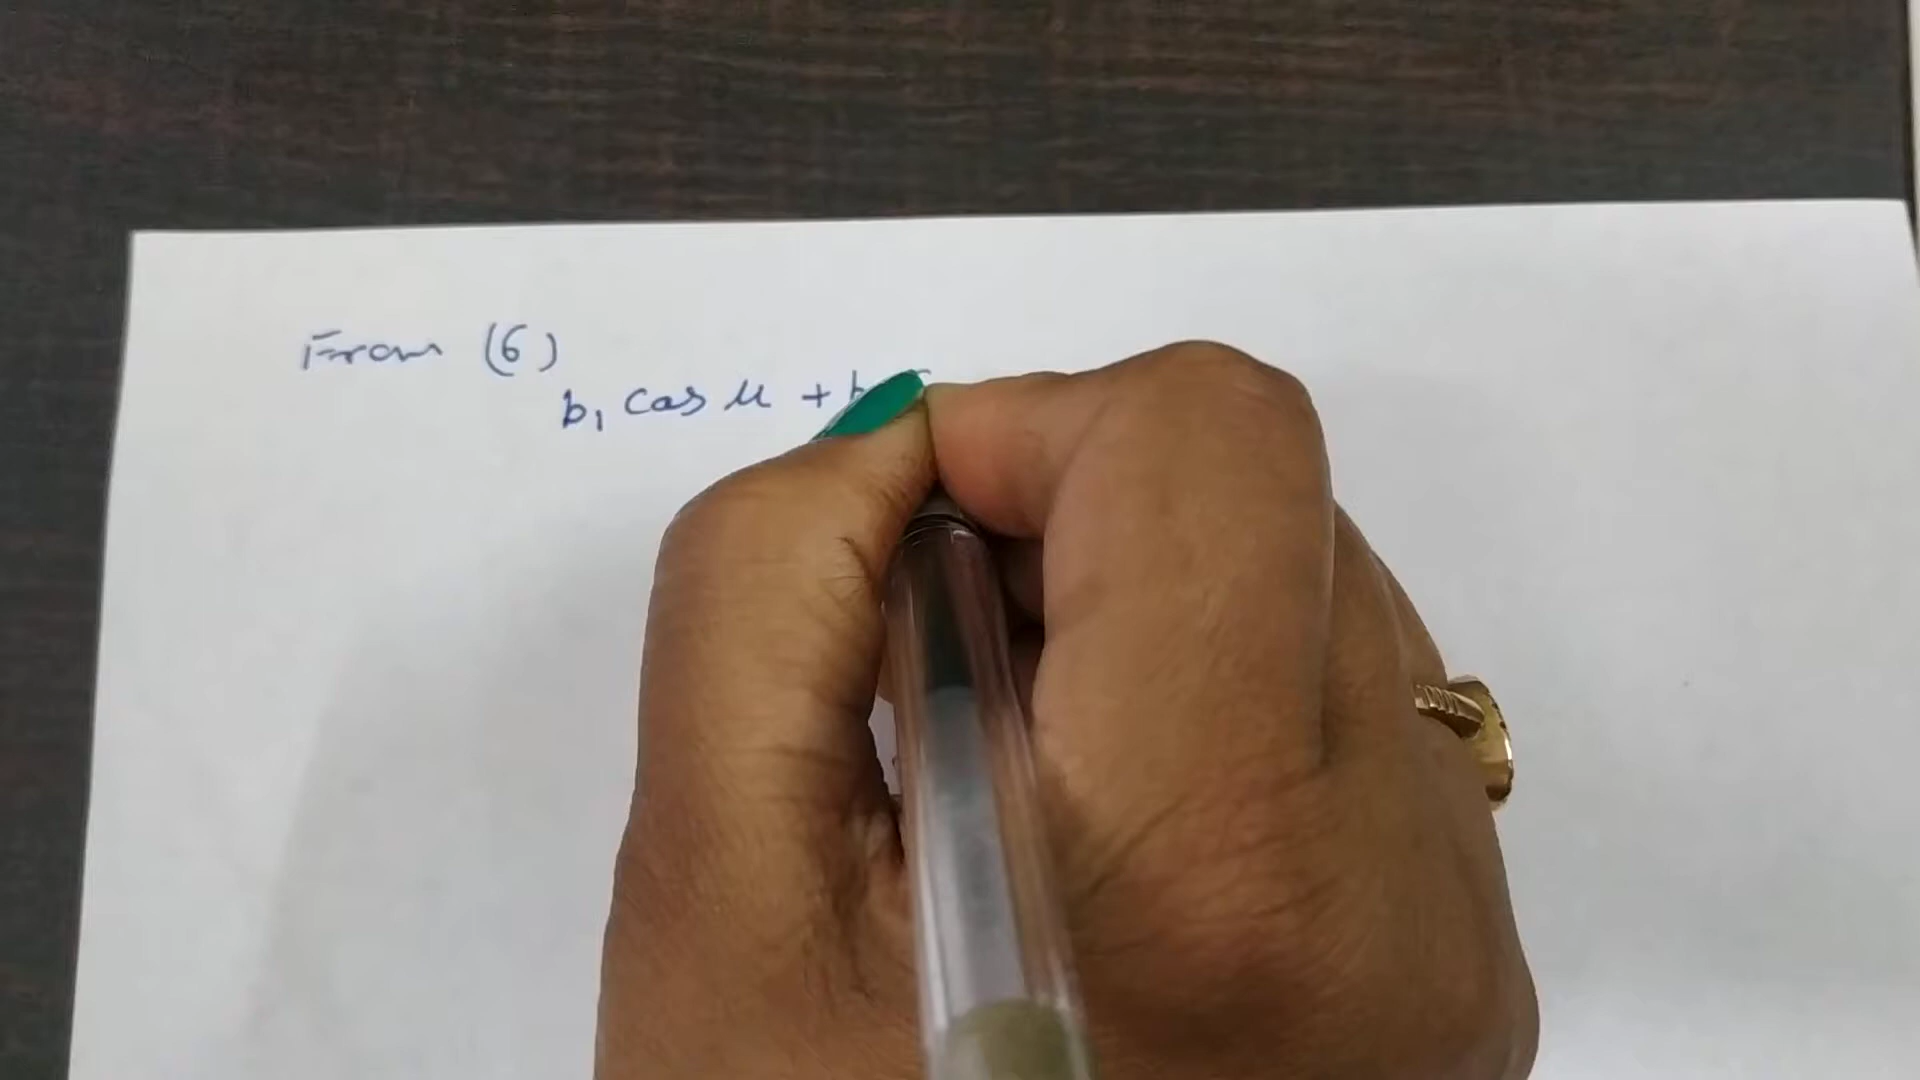 From (6)
b₁ cos μ + b